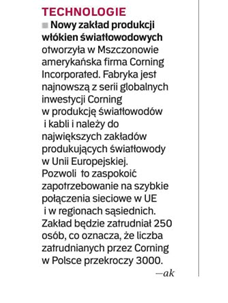 TECHNOLOGIE
■ Nowy zakład produkcji
włókien światłowodowych
otworzyła w Mszczonowie
amerykańska firma Corning
Incorporated. Fabryka jest
najnowszą z serii globalnych
inwestycji Corning
w produkcję światłowodów
i kabli i należy do
największych zakładów
produkujących światłowody
w Unii Europejskiej.
Pozwoli to zaspokoić
zapotrzebowanie na szybkie
połączenia sieciowe w UE
i w regionach sąsiednich.
Zakład będzie zatrudniał 250
osób, co oznacza, że liczba
zatrudnianych przez Corning
w Polsce przekroczy 3000.
—ak